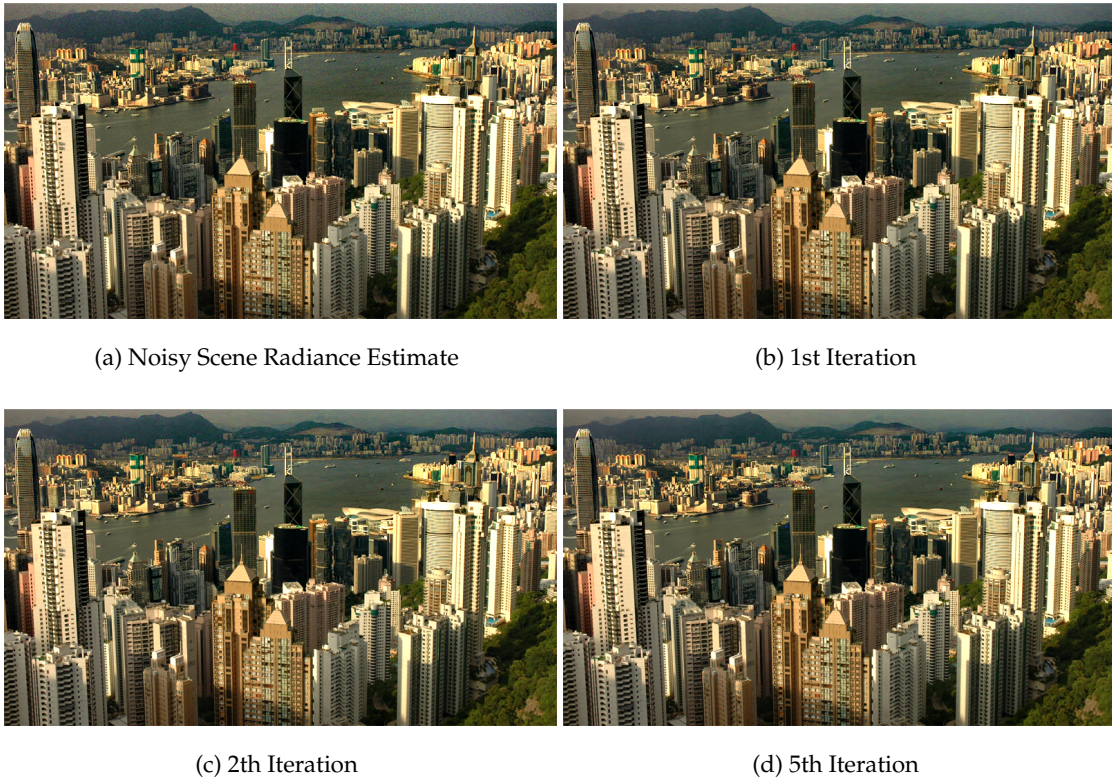 (a) Noisy Scene Radiance Estimate
(b) 1st Iteration
(c) 2th Iteration
(d) 5th Iteration